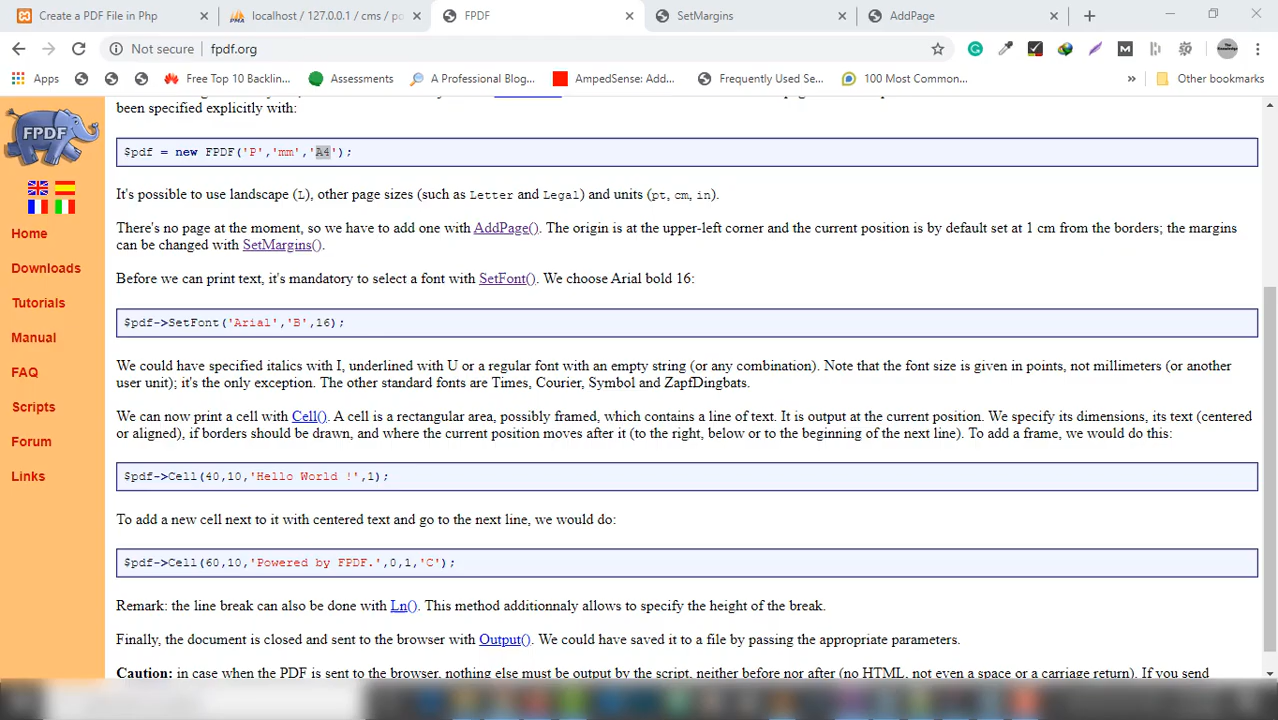 Create a PDF File in Php
localhost / 127.0.0.1 / cms / po
FPDF
SetMargins
AddPage
Not secure
fpdf.org
Apps
Free Top 10 Backlin...
Assessments
A Professional Blog...
AmpedSense: Add...
Frequently Used Se...
100 Most Common...
»
Other bookmarks
FPDF
Home
Downloads
Tutorials
Manual
FAQ
Scripts
Forum
Links
been specified explicitly with:
$pdf = new FPDF('P','mm','A4');
It's possible to use landscape (L), other page sizes (such as Letter and Legal) and units (pt, cm, in).
There's no page at the moment, so we have to add one with AddPage(). The origin is at the upper-left corner and the current position is by default set at 1 cm from the borders; the margins
can be changed with SetMargins().
Before we can print text, it's mandatory to select a font with SetFont(). We choose Arial bold 16:
$pdf->SetFont('Arial','B',16);
We could have specified italics with I, underlined with U or a regular font with an empty string (or any combination). Note that the font size is given in points, not millimeters (or another
user unit); it's the only exception. The other standard fonts are Times, Courier, Symbol and ZapfDingbats.
We can now print a cell with Cell(). A cell is a rectangular area, possibly framed, which contains a line of text. It is output at the current position. We specify its dimensions, its text (centered
or aligned), if borders should be drawn, and where the current position moves after it (to the right, below or to the beginning of the next line). To add a frame, we would do this:
$pdf->Cell(40,10,'Hello World !',1);
To add a new cell next to it with centered text and go to the next line, we would do:
$pdf->Cell(60,10,'Powered by FPDF.',0,1,'C');
Remark: the line break can also be done with Ln(). This method additionnaly allows to specify the height of the break.
Finally, the document is closed and sent to the browser with Output(). We could have saved it to a file by passing the appropriate parameters.
Caution: in case when the PDF is sent to the browser, nothing else must be output by the script, neither before nor after (no HTML, not even a space or a carriage return). If you send